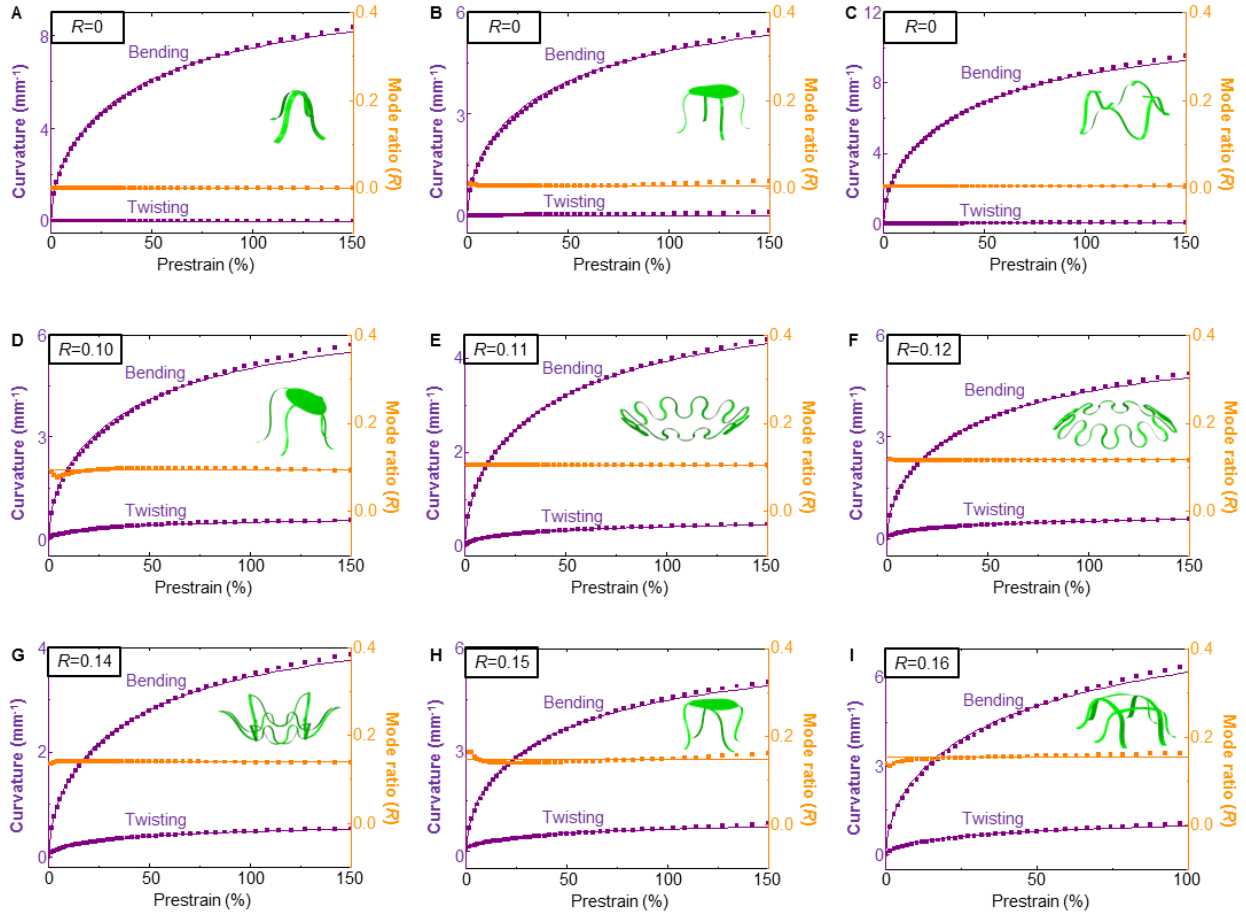 A
R=0
Bending
Twisting
Curvature (mm⁻¹)
8
4
0
Mode ratio (R)
0.4
0.2
0.0
0
50
100
150
Prestrain (%)
B
R=0
Bending
Twisting
Curvature (mm⁻¹)
6
3
0
Mode ratio (R)
0.4
0.2
0.0
0
50
100
150
Prestrain (%)
C
R=0
Bending
Twisting
Curvature (mm⁻¹)
12
8
4
0
Mode ratio (R)
0.4
0.2
0.0
0
50
100
150
Prestrain (%)
D
R=0.10
Bending
Twisting
Curvature (mm⁻¹)
6
3
0
Mode ratio (R)
0.4
0.2
0.0
0
50
100
150
Prestrain (%)
E
R=0.11
Bending
Twisting
Curvature (mm⁻¹)
4
2
0
Mode ratio (R)
0.4
0.2
0.0
0
50
100
150
Prestrain (%)
F
R=0.12
Bending
Twisting
Curvature (mm⁻¹)
6
3
0
Mode ratio (R)
0.4
0.2
0.0
0
50
100
150
Prestrain (%)
G
R=0.14
Bending
Twisting
Curvature (mm⁻¹)
4
2
0
Mode ratio (R)
0.4
0.2
0.0
0
50
100
150
Prestrain (%)
H
R=0.15
Bending
Twisting
Curvature (mm⁻¹)
6
3
0
Mode ratio (R)
0.4
0.2
0.0
0
50
100
150
Prestrain (%)
I
R=0.16
Bending
Twisting
Curvature (mm⁻¹)
6
3
0
Mode ratio (R)
0.4
0.2
0.0
0
50
100
Prestrain (%)